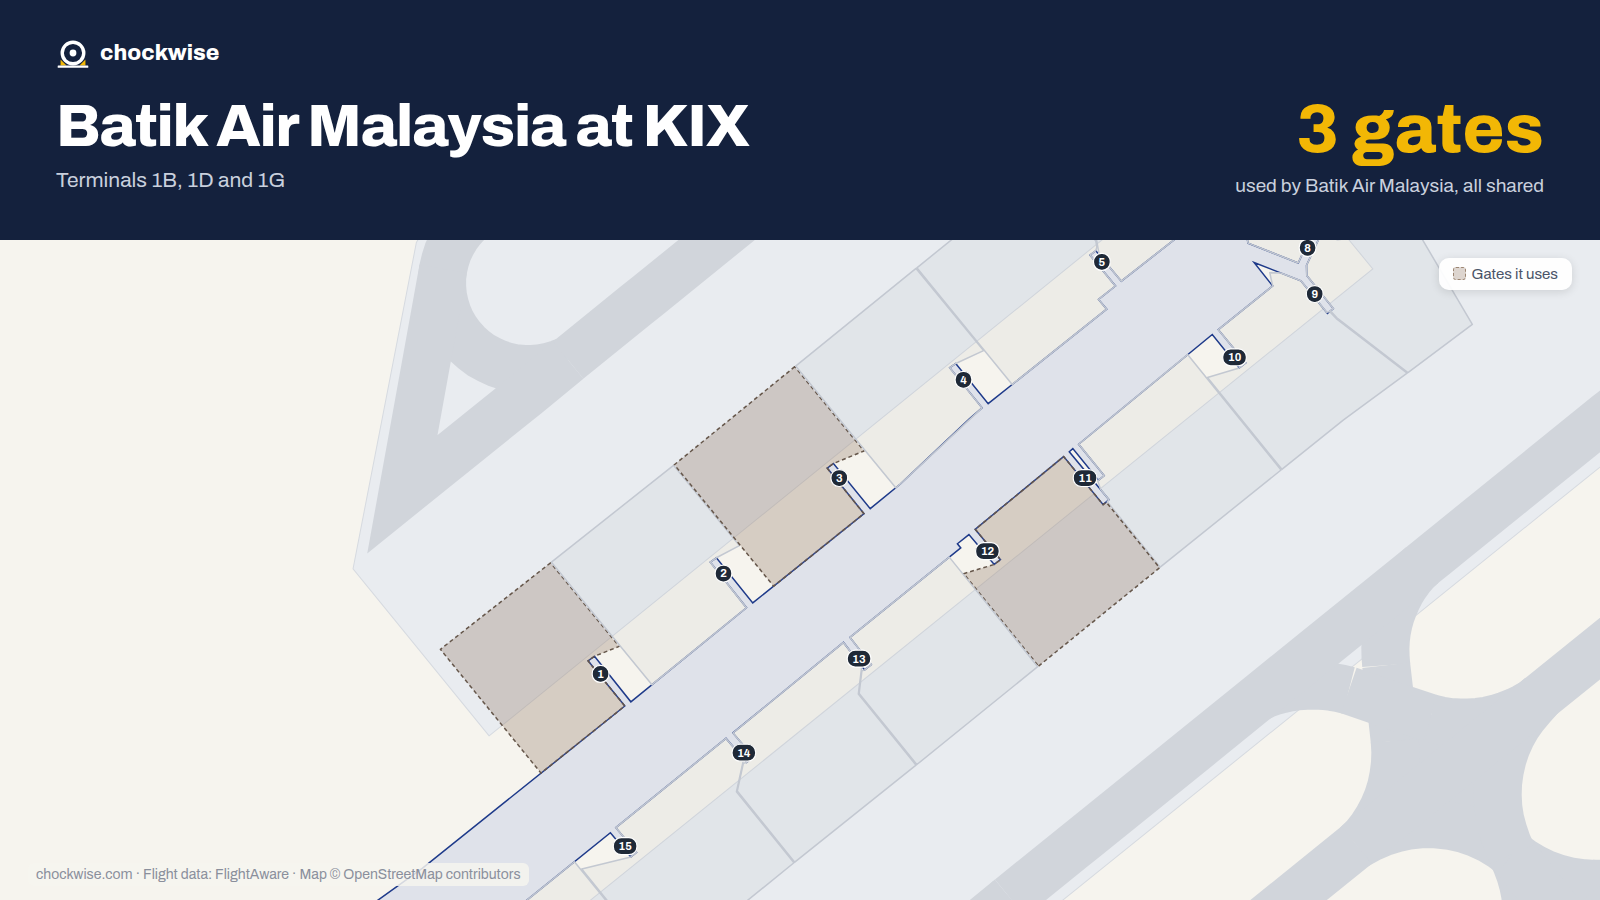 chockwise
Batik Air Malaysia at KIX
Terminals 1B, 1D and 1G
3 gates
used by Batik Air Malaysia, all shared
Gates it uses
8
5
9
10
4
3
11
12
2
13
1
14
15
chockwise.com · Flight data: FlightAware · Map © OpenStreetMap contributors